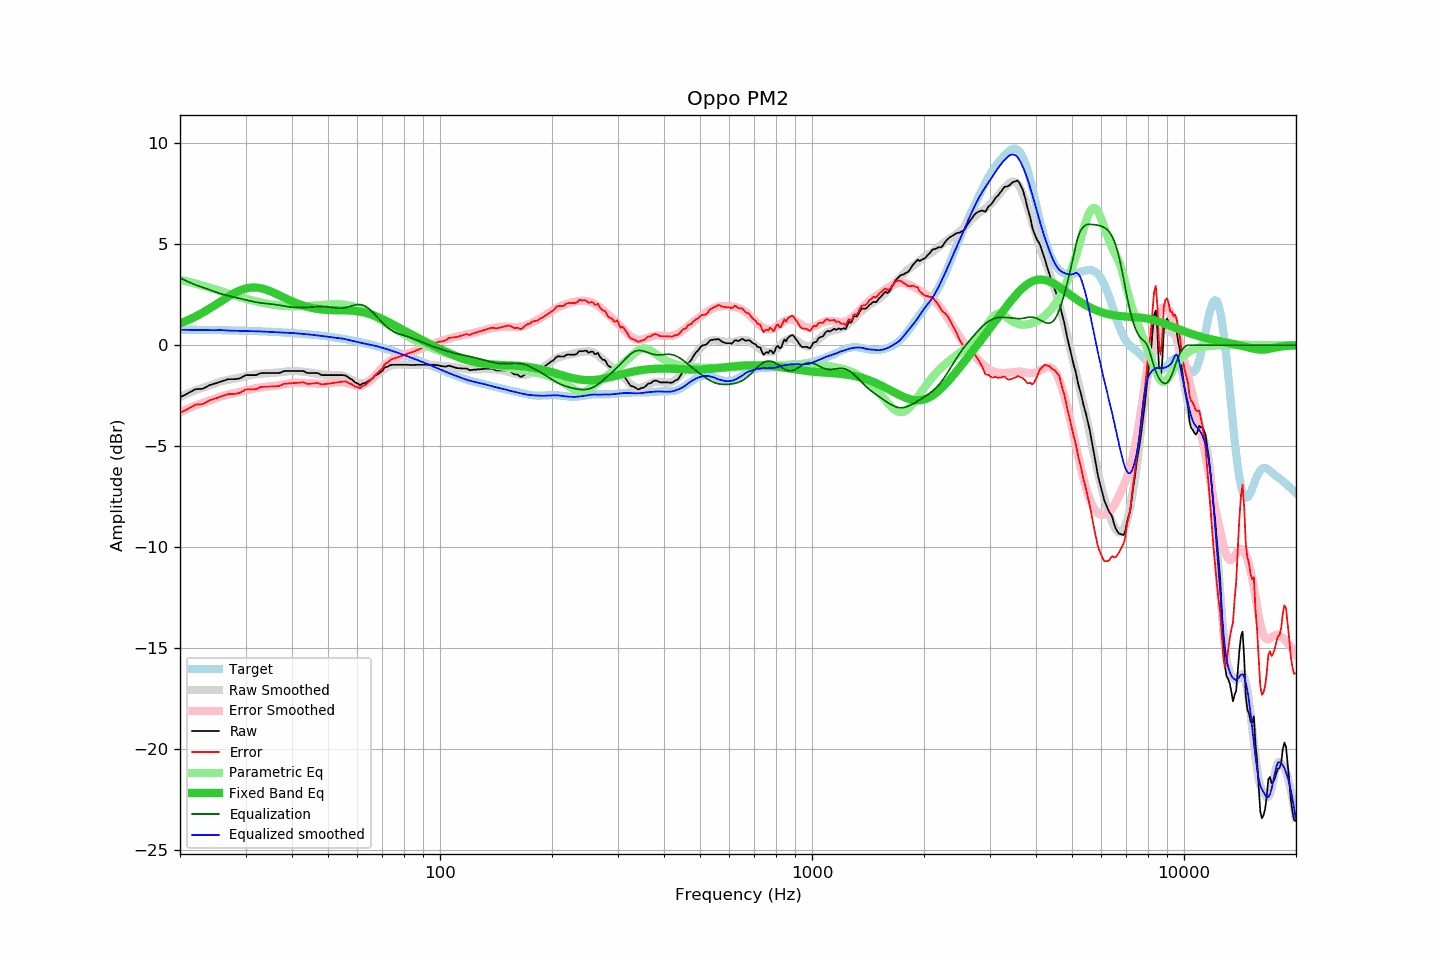 Oppo PM2
10
5
0
−5
−10
−15
−20
−25
Amplitude (dBr)
Target
Raw Smoothed
Error Smoothed
Raw
Error
Parametric Eq
Fixed Band Eq
Equalization
Equalized smoothed
100 1000 10000
Frequency (Hz)